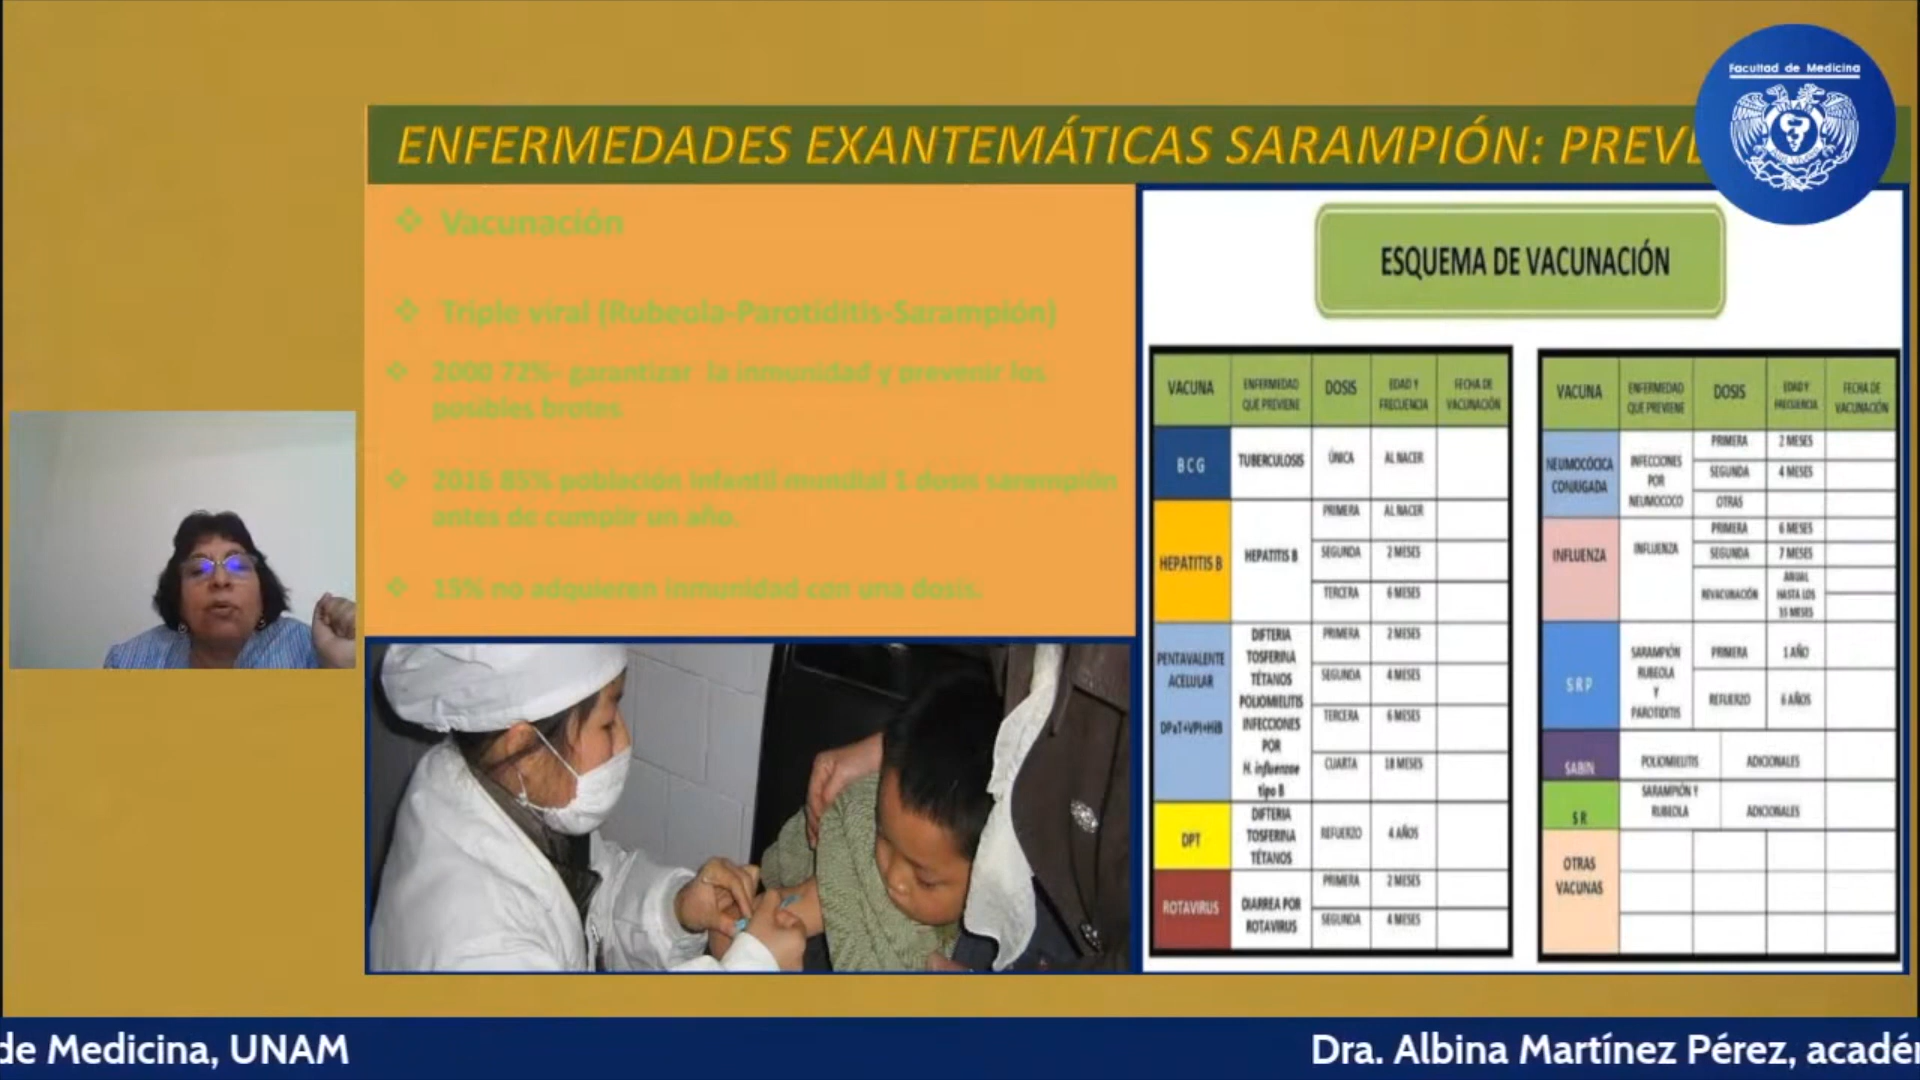 Facultad de Medicina
ENFERMEDADES EXANTEMÁTICAS SARAMPIÓN: PREVE
Vacunación
Triple viral (Rubeola-Parotiditis-Sarampión)
2000 72%- garantizar la inmunidad y prevenir los
posibles brotes
85% población infantil mundial 1 dosis sarampión
antes de cumplir un año.
15% no adquieren inmunidad con una dosis.
ESQUEMA DE VACUNACIÓN
VACUNA ENFERMEDAD QUE PREVIENE DOSIS EDAD Y FRECUENCIA FECHA DE VACUNACIÓN
BCG TUBERCULOSIS ÚNICA AL NACER
HEPATITIS B HEPATITIS B PRIMERA AL NACER
SEGUNDA 2 MESES
TERCERA 6 MESES
PENTAVALENTE ACELULAR DPaT+VPI+HiB DIFTERIA TOSFERINA TÉTANOS POLIOMIELITIS INFECCIONES POR H. influenzae tipo B PRIMERA 2 MESES
SEGUNDA 4 MESES
TERCERA 6 MESES
CUARTA 18 MESES
DPT DIFTERIA TOSFERINA TÉTANOS REFUERZO 4 AÑOS
ROTAVIRUS DIARREA POR ROTAVIRUS PRIMERA 2 MESES
SEGUNDA 4 MESES
VACUNA ENFERMEDAD QUE PREVIENE DOSIS EDAD Y FRECUENCIA FECHA DE VACUNACIÓN
NEUMOCÓCICA CONJUGADA INFECCIONES POR NEUMOCOCO PRIMERA 2 MESES
SEGUNDA 4 MESES
OTRAS
INFLUENZA INFLUENZA PRIMERA 6 MESES
SEGUNDA 7 MESES
REVACUNACIÓN ANUAL HASTA LOS 35 MESES
SRP SARAMPIÓN RUBEOLA Y PAROTIDITIS PRIMERA 1 AÑO
REFUERZO 6 AÑOS
SABIN POLIOMIELITIS ADICIONALES
SR SARAMPIÓN Y RUBEOLA ADICIONALES
OTRAS VACUNAS
de Medicina, UNAM
Dra. Albina Martínez Pérez, acadé